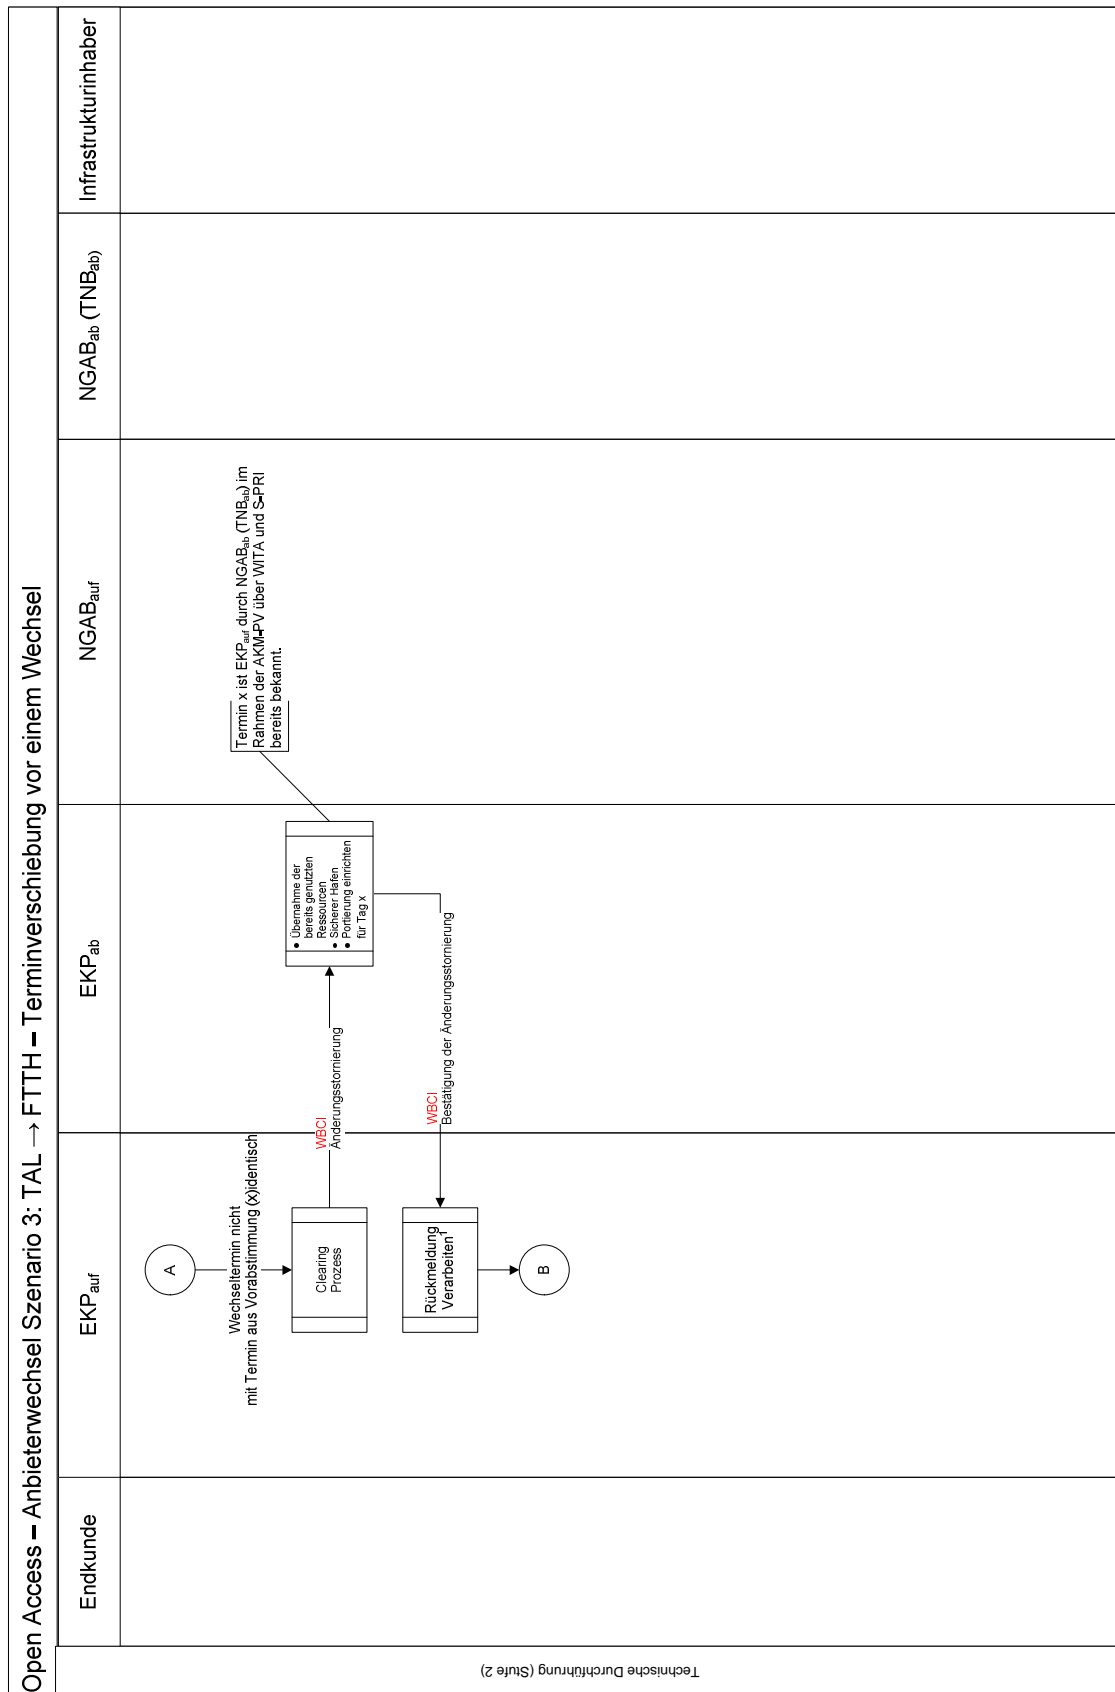 Open Access – Anbieterwechsel Szenario 3: TAL → FTTH – Terminverschiebung vor einem Wechsel
Endkunde
EKPauf
EKPab
NGABauf
NGABab (TNBab)
Infrastrukturinhaber
Technische Durchführung (Stufe 2)
A
Wechseltermin nicht
mit Termin aus Vorabstimmung (x)identisch
Clearing
Prozess
WBCI
Änderungsstornierung
• Übernahme der
bereits genutzten
Ressourcen
• Sicherer Hafen
• Portierung einrichten
für Tag x
Termin x ist EKPauf durch NGABab (TNBab) im
Rahmen der AKM-PV über WITA und S-PRI
bereits bekannt.
WBCI
Bestätigung der Änderungsstornierung
Rückmeldung
Verarbeiten1
B